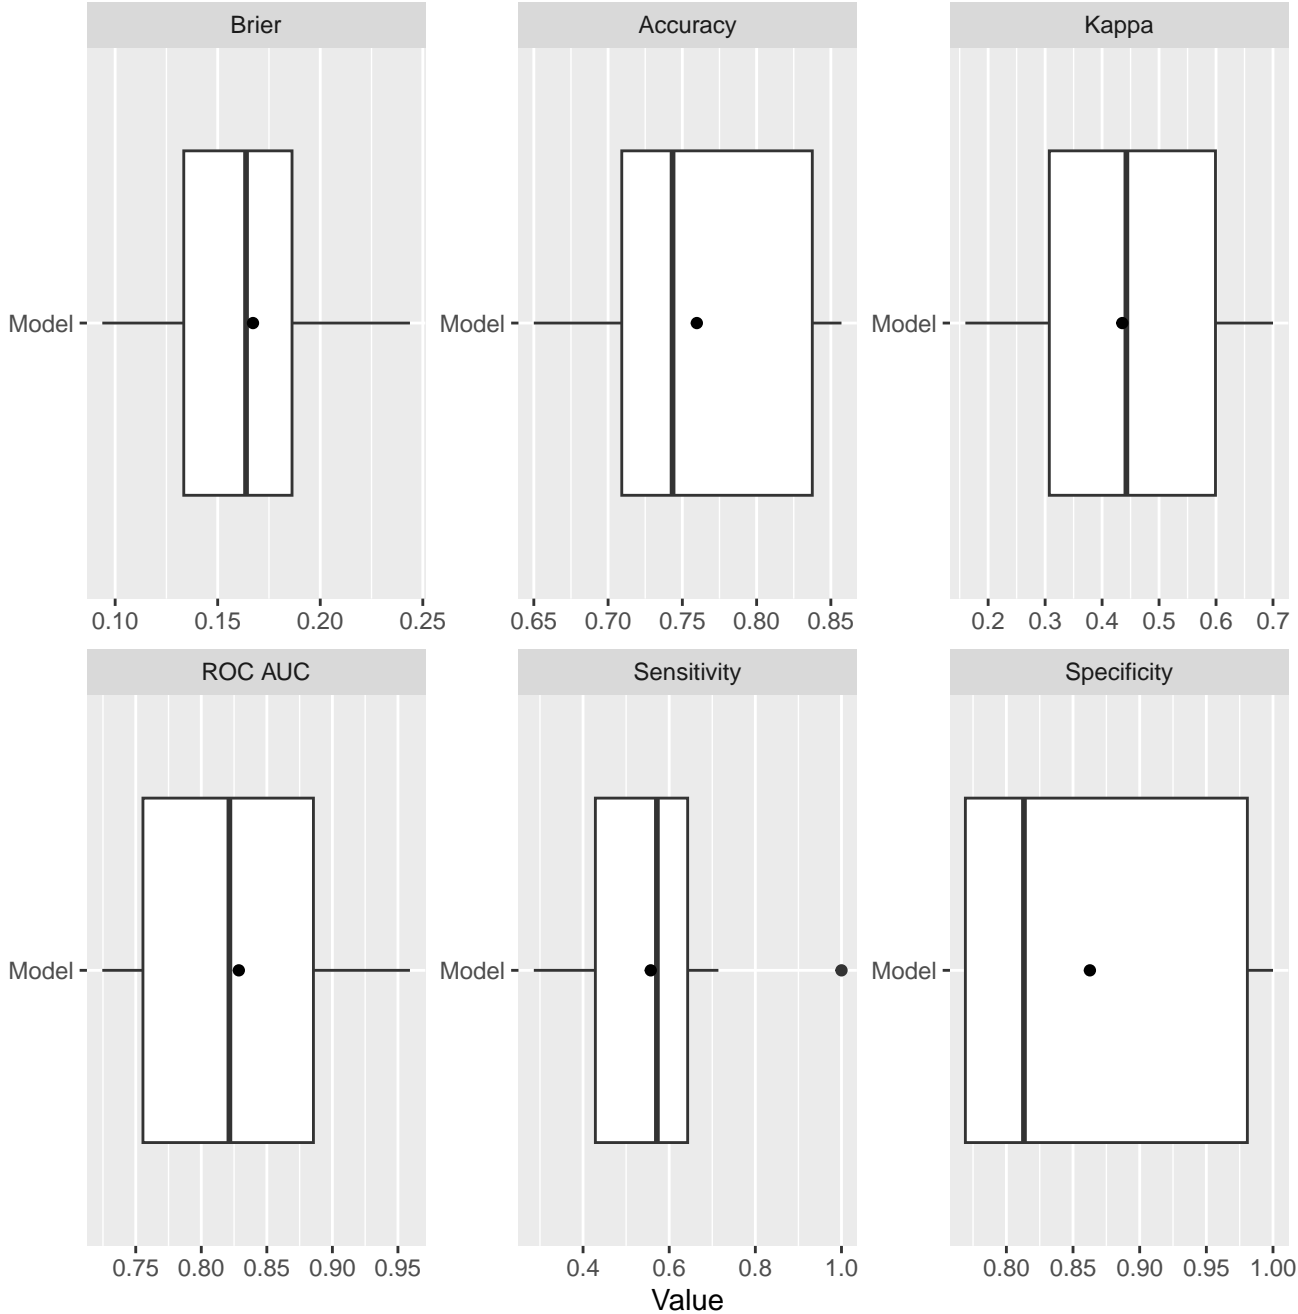 Brier Accuracy Kappa
Model Model Model
0.10 0.15 0.20 0.25 0.65 0.70 0.75 0.80 0.85 0.2 0.3 0.4 0.5 0.6 0.7
ROC AUC Sensitivity Specificity
Model Model Model
0.75 0.80 0.85 0.90 0.95 0.4 0.6 0.8 1.0 0.80 0.85 0.90 0.95 1.00
Value